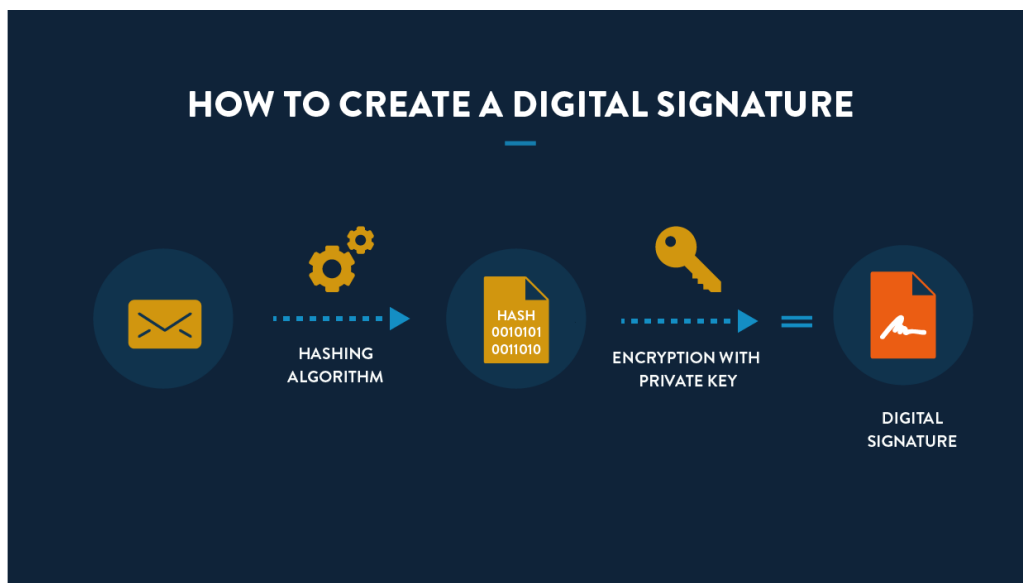 HOW TO CREATE A DIGITAL SIGNATURE
HASHING
ALGORITHM
HASH
0010101
0011010
ENCRYPTION WITH
PRIVATE KEY
DIGITAL
SIGNATURE